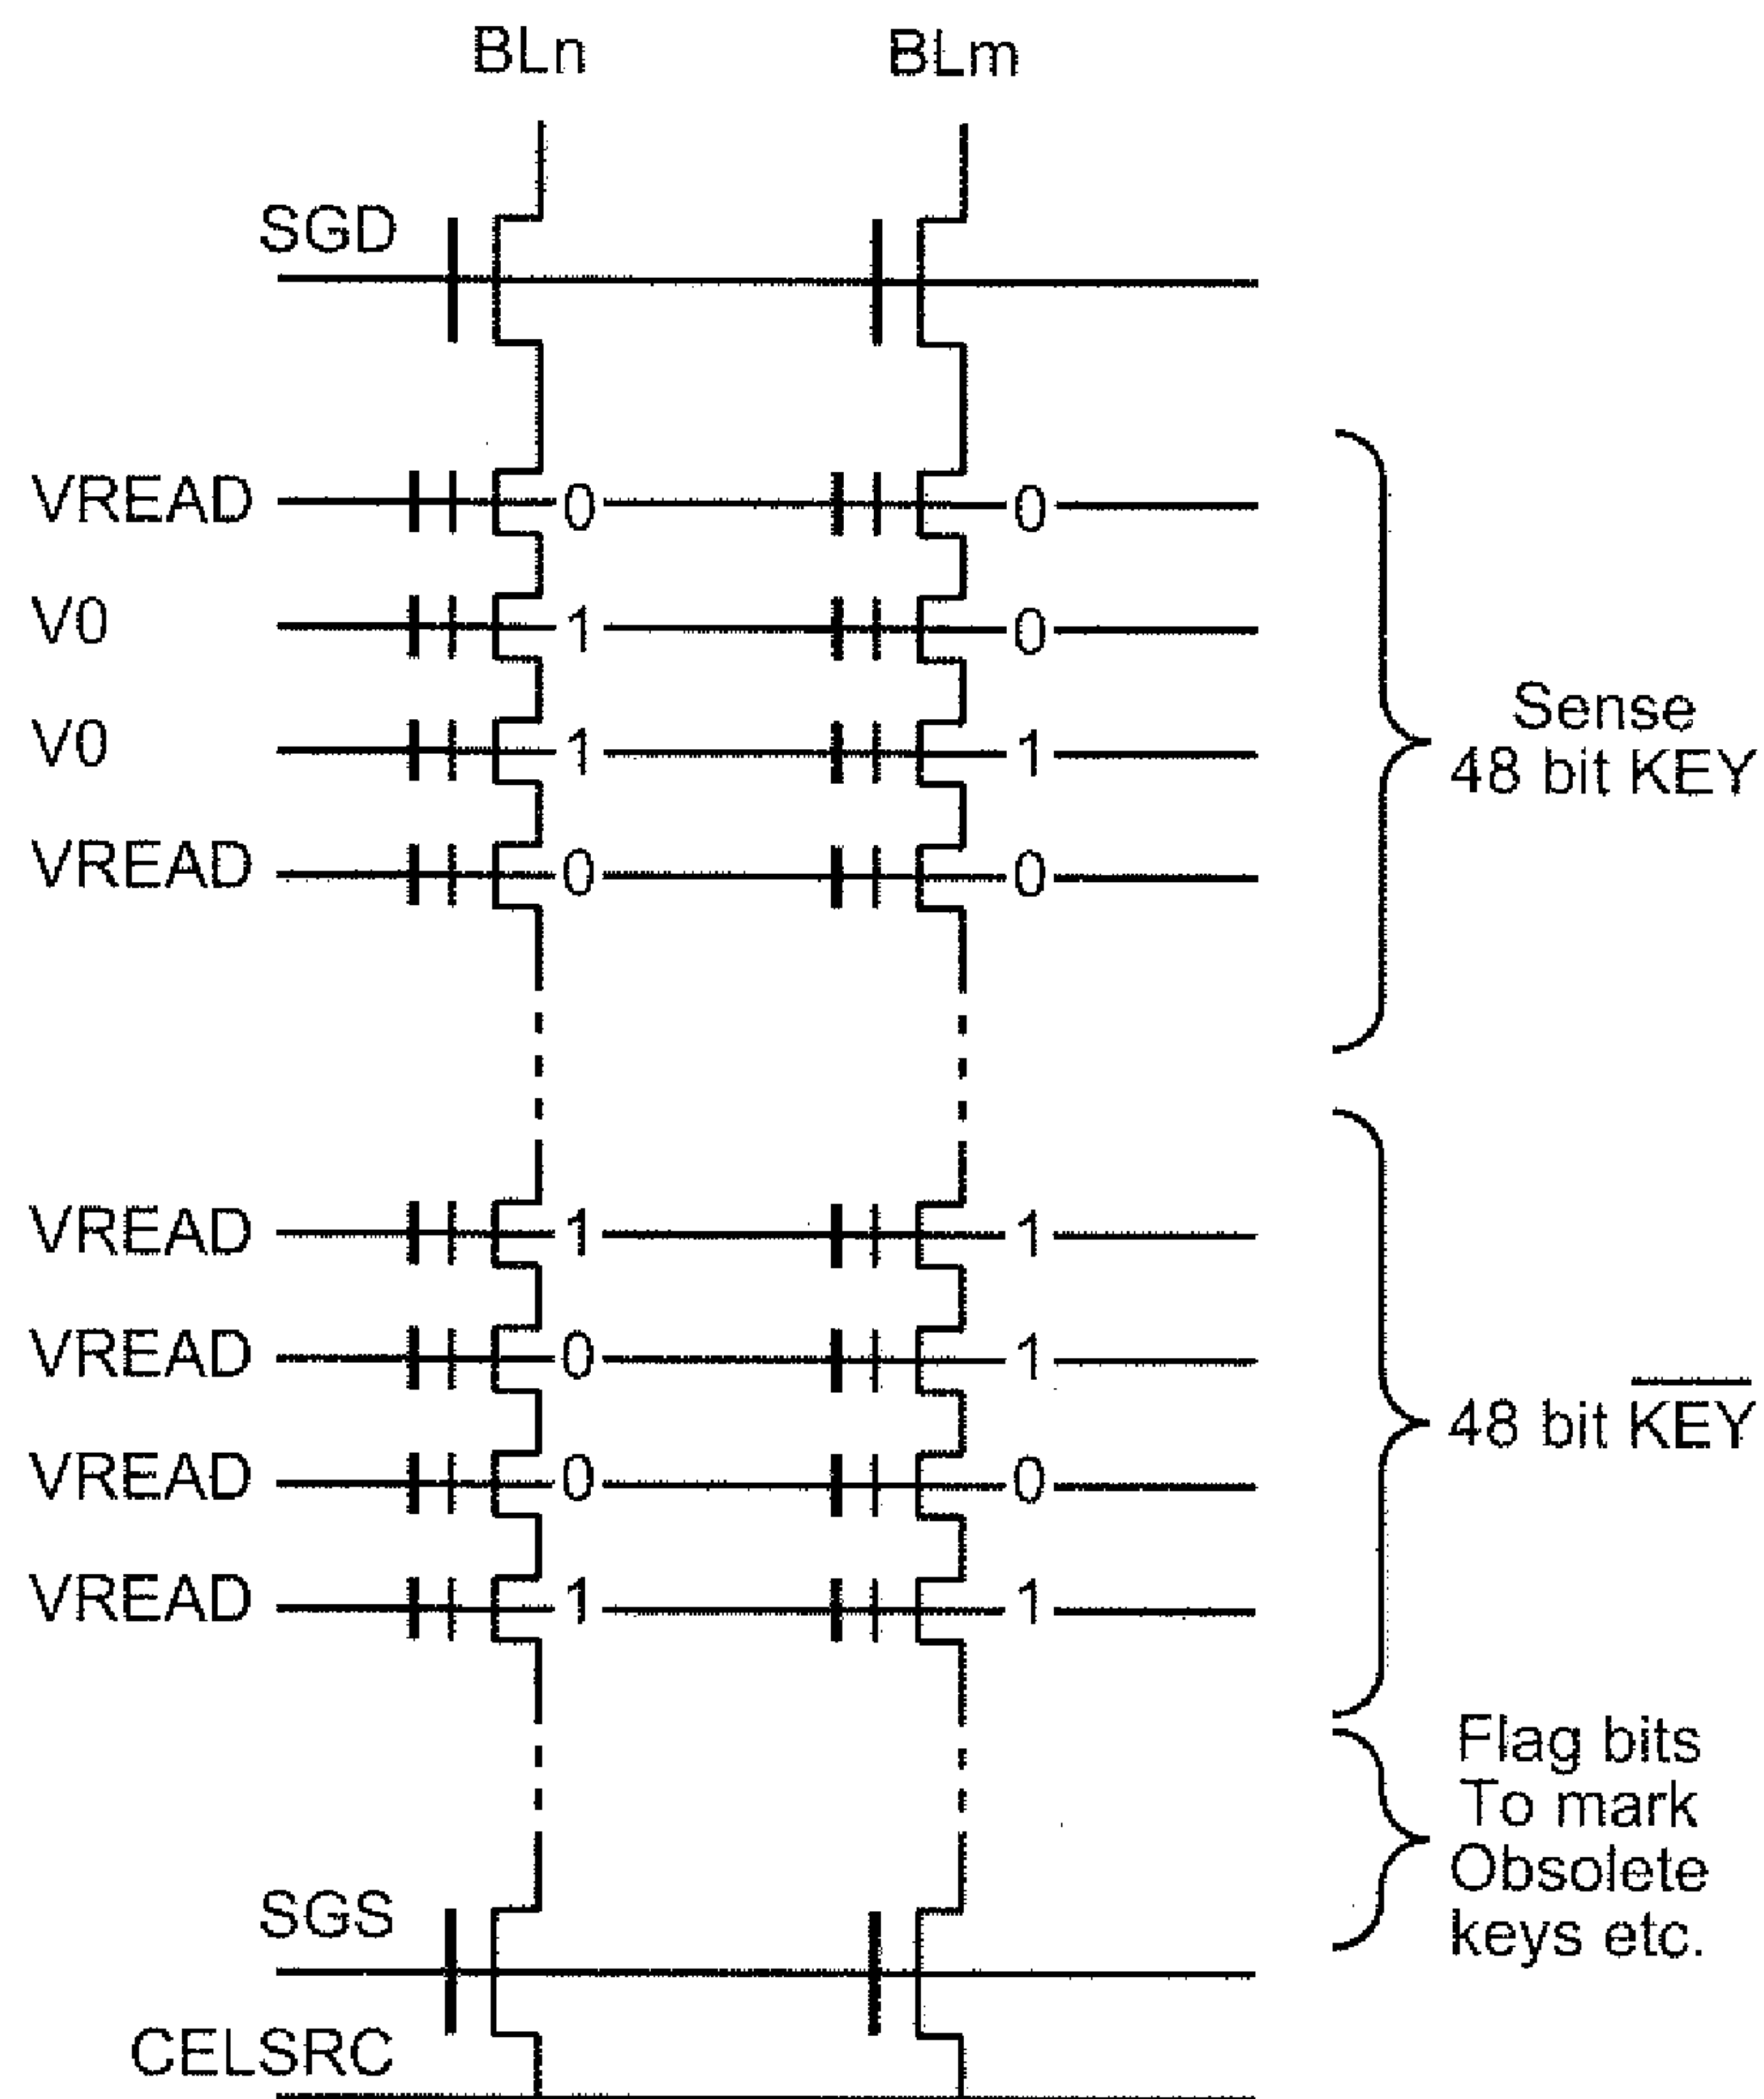 BLn BLm
SGD
VREAD 0 0
V0 1 0
V0 1 1
VREAD 0 0
Sense
48 bit KEY
VREAD 1 1
VREAD 0 1
VREAD 0 0
VREAD 1 1
48 bit K̅E̅Y̅
Flag bits
To mark
Obsolete
keys etc.
SGS
CELSRC